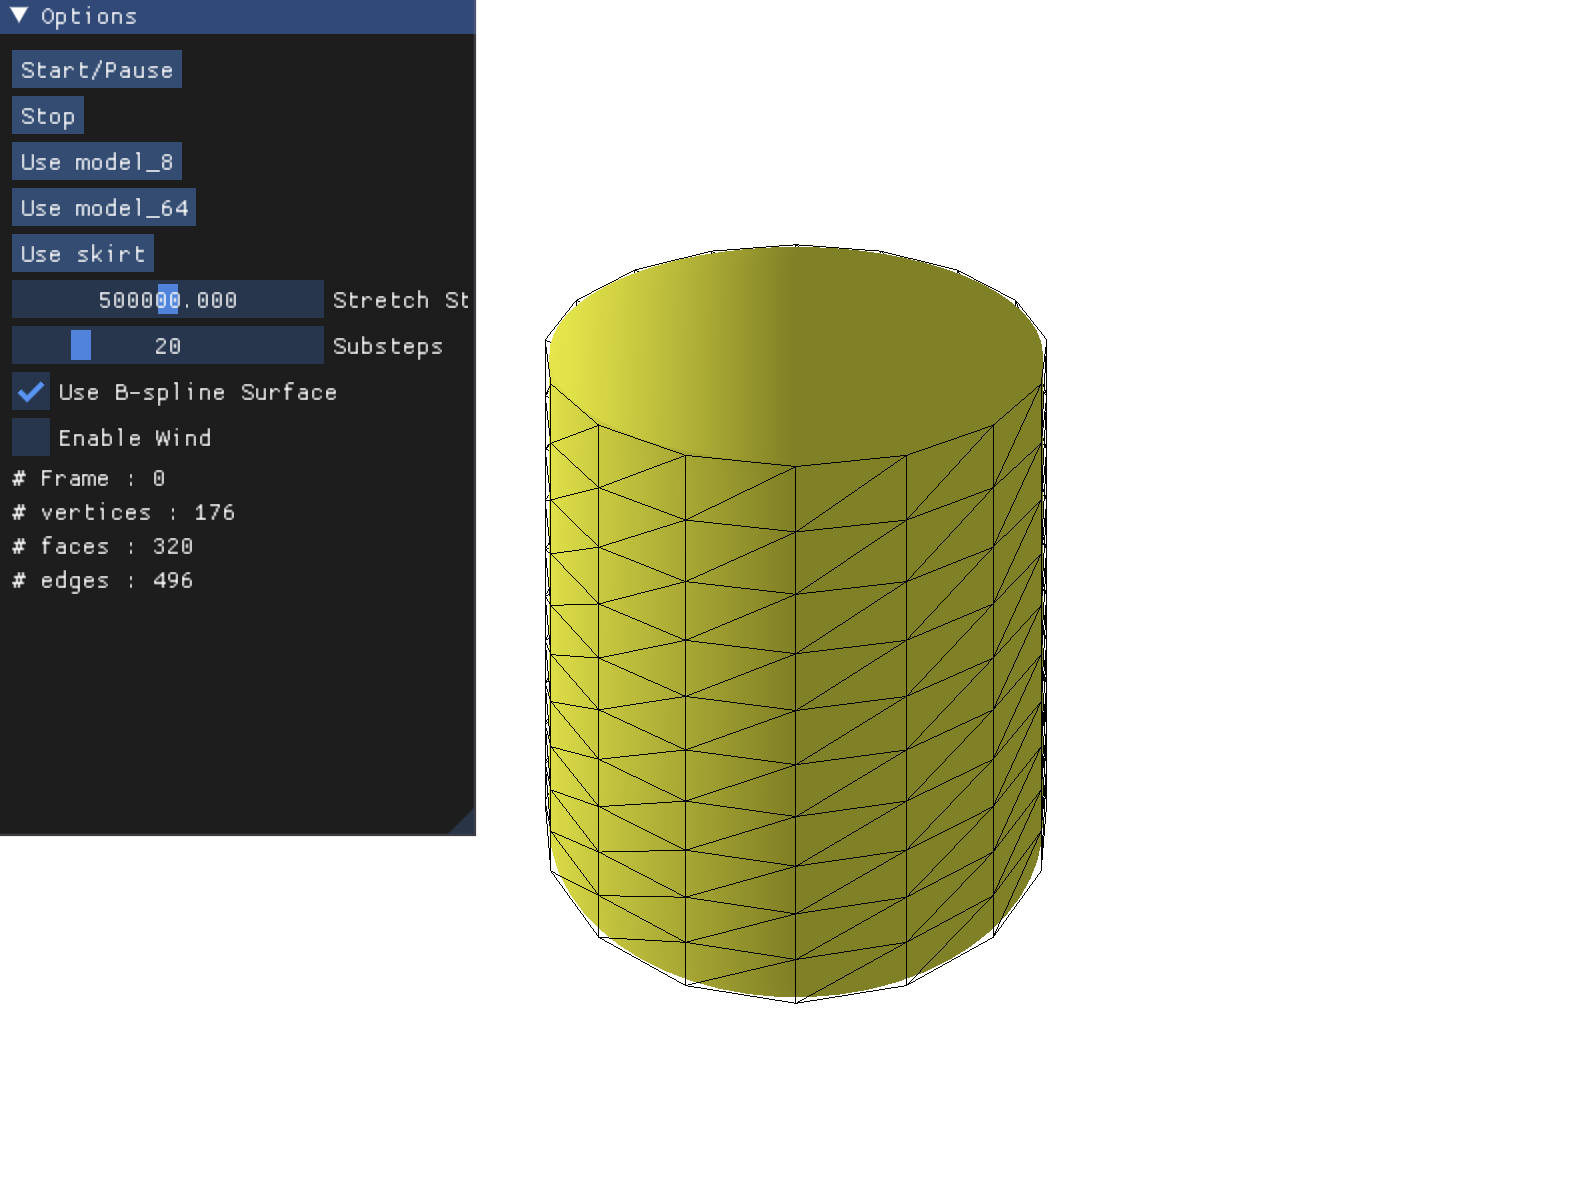 Options
Start/Pause
Stop
Use model_8
Use model_64
Use skirt
500000.000 Stretch St
20 Substeps
Use B-spline Surface
Enable Wind
# Frame : 0
# vertices : 176
# faces : 320
# edges : 496